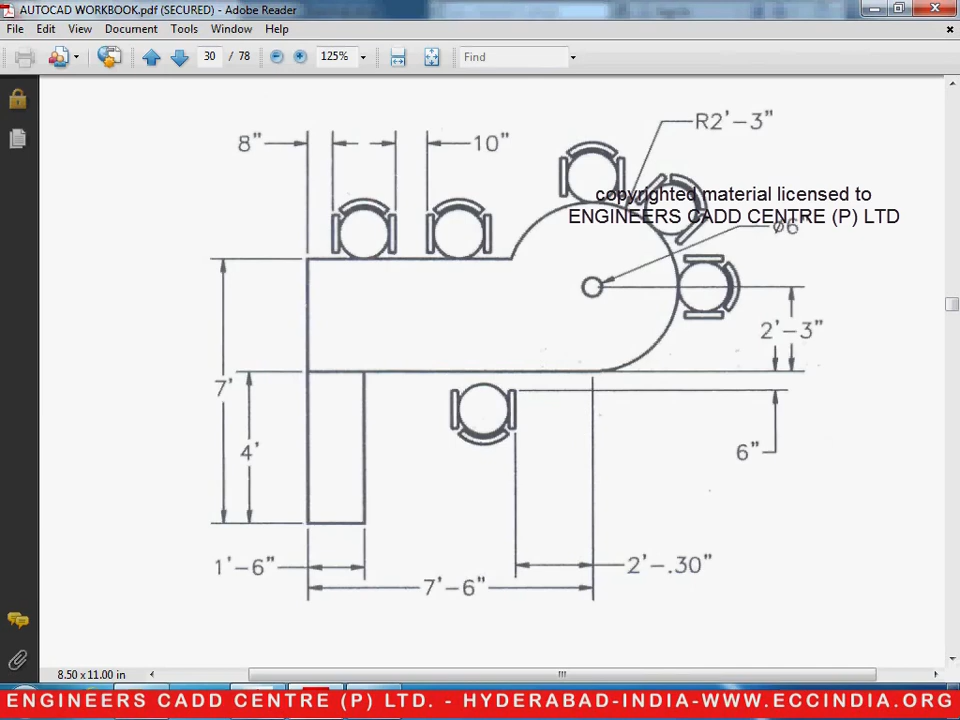 AUTOCAD WORKBOOK.pdf (SECURED) - Adobe Reader
File Edit View Document Tools Window Help
30 / 78 125% Find
R2'-3"
8" 10"
copyrighted material licensed to
ENGINEERS CADD CENTRE (P) LTD
ø6"
2'-3"
7'
4'
6"
1'-6" 2'-.30"
7'-6"
8.50 x 11.00 in
ENGINEERS CADD CENTRE (P) LTD. - HYDERABAD-INDIA-WWW.ECCINDIA.ORG